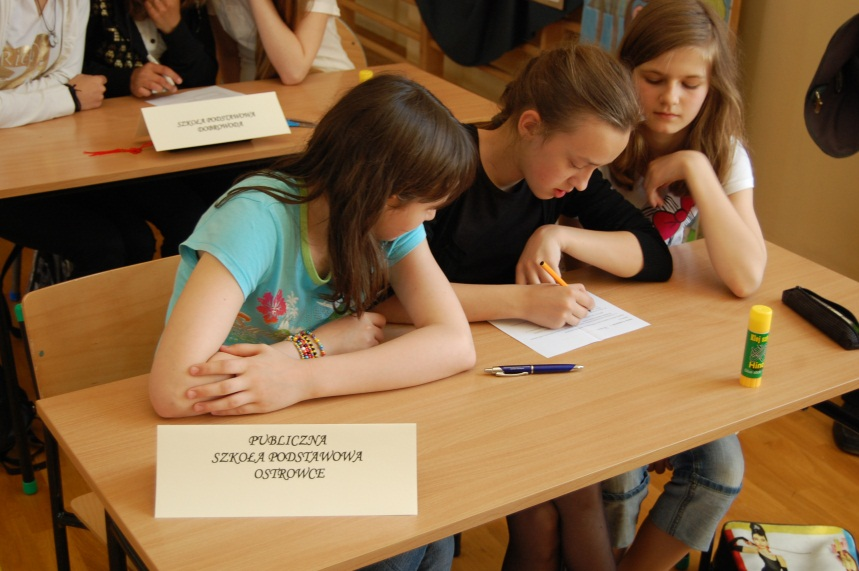 SZKOŁA PODSTAWOWA
DOBROWODA
PUBLICZNA
SZKOŁA PODSTAWOWA
OSTROWCE